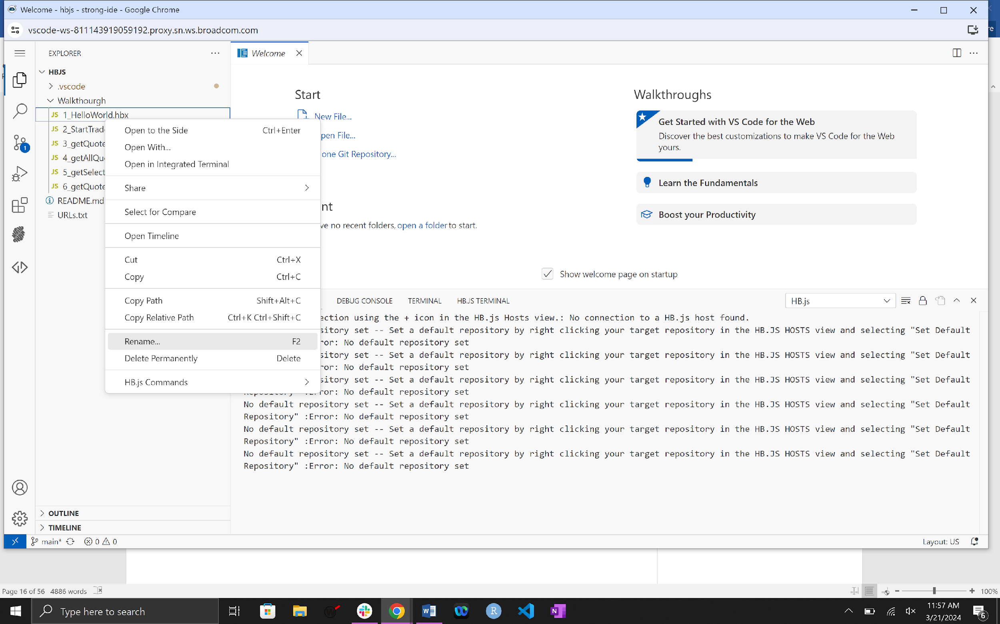 Welcome - hbjs - strong-ide - Google Chrome
vscode-ws-811143919059192.proxy.sn.ws.broadcom.com
re
EXPLORER
Welcome
HBJS
.vscode
Walkthourgh
JS 1_HelloWorld.hbx
JS 2_StartTrad
JS 3_getQuote
JS 4_getAllQu
JS 5_getSelect
JS 6_getQuote
README.md
URLs.txt
1
Open to the Side Ctrl+Enter
Open With...
Open in Integrated Terminal
Share
Select for Compare
Open Timeline
Cut Ctrl+X
Copy Ctrl+C
Copy Path Shift+Alt+C
Copy Relative Path Ctrl+K Ctrl+Shift+C
Rename... F2
Delete Permanently Delete
HB.js Commands
Start
New File...
pen File...
one Git Repository...
nt
ve no recent folders, open a folder to start.
Walkthroughs
Get Started with VS Code for the Web
Discover the best customizations to make VS Code for the Web
yours.
Learn the Fundamentals
Boost your Productivity
Show welcome page on startup
DEBUG CONSOLE TERMINAL HBJS TERMINAL HB.js
ection using the + icon in the HB.js Hosts view.: No connection to a HB.js host found.
sitory set -- Set a default repository by right clicking your target repository in the HB.JS HOSTS view and selecting "Set Default
ror: No default repository set
sitory set -- Set a default repository by right clicking your target repository in the HB.JS HOSTS view and selecting "Set Default
ror: No default repository set
sitory set -- Set a default repository by right clicking your target repository in the HB.JS HOSTS view and selecting "Set Default
ror: No default repository set
No default repository set -- Set a default repository by right clicking your target repository in the HB.JS HOSTS view and selecting "Set Default
Repository" :Error: No default repository set
No default repository set -- Set a default repository by right clicking your target repository in the HB.JS HOSTS view and selecting "Set Default
Repository" :Error: No default repository set
No default repository set -- Set a default repository by right clicking your target repository in the HB.JS HOSTS view and selecting "Set Default
Repository" :Error: No default repository set
OUTLINE
TIMELINE
main* 0 0 Layout: US
Page 16 of 56 4886 words 100%
Type here to search
11:57 AM
3/21/2024
6